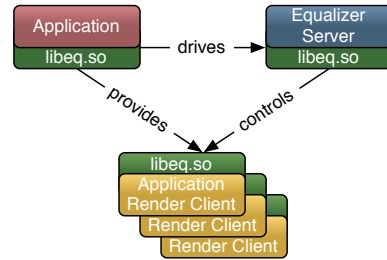 Application
libeq.so
drives
Equalizer
Server
libeq.so
provides
controls
libeq.so
Application
Render Client
Render Client
Render Client